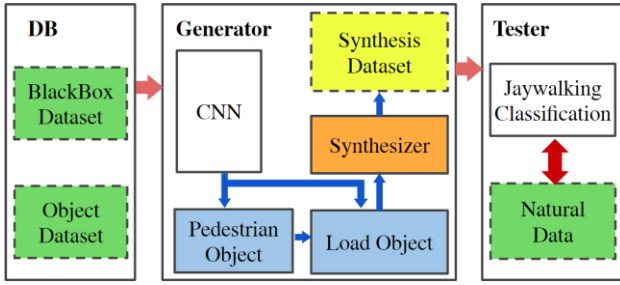 DB
BlackBox
Dataset
Object
Dataset
Generator
CNN
Synthesis
Dataset
Synthesizer
Pedestrian
Object
Load Object
Tester
Jaywalking
Classification
Natural
Data